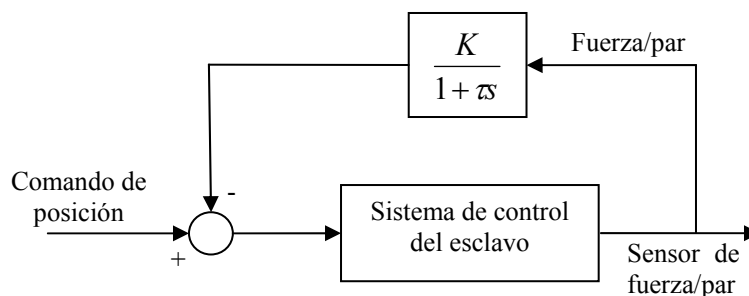 K
1 + τs
Fuerza/par
Comando de
posición
-
+
Sistema de control
del esclavo
Sensor de
fuerza/par